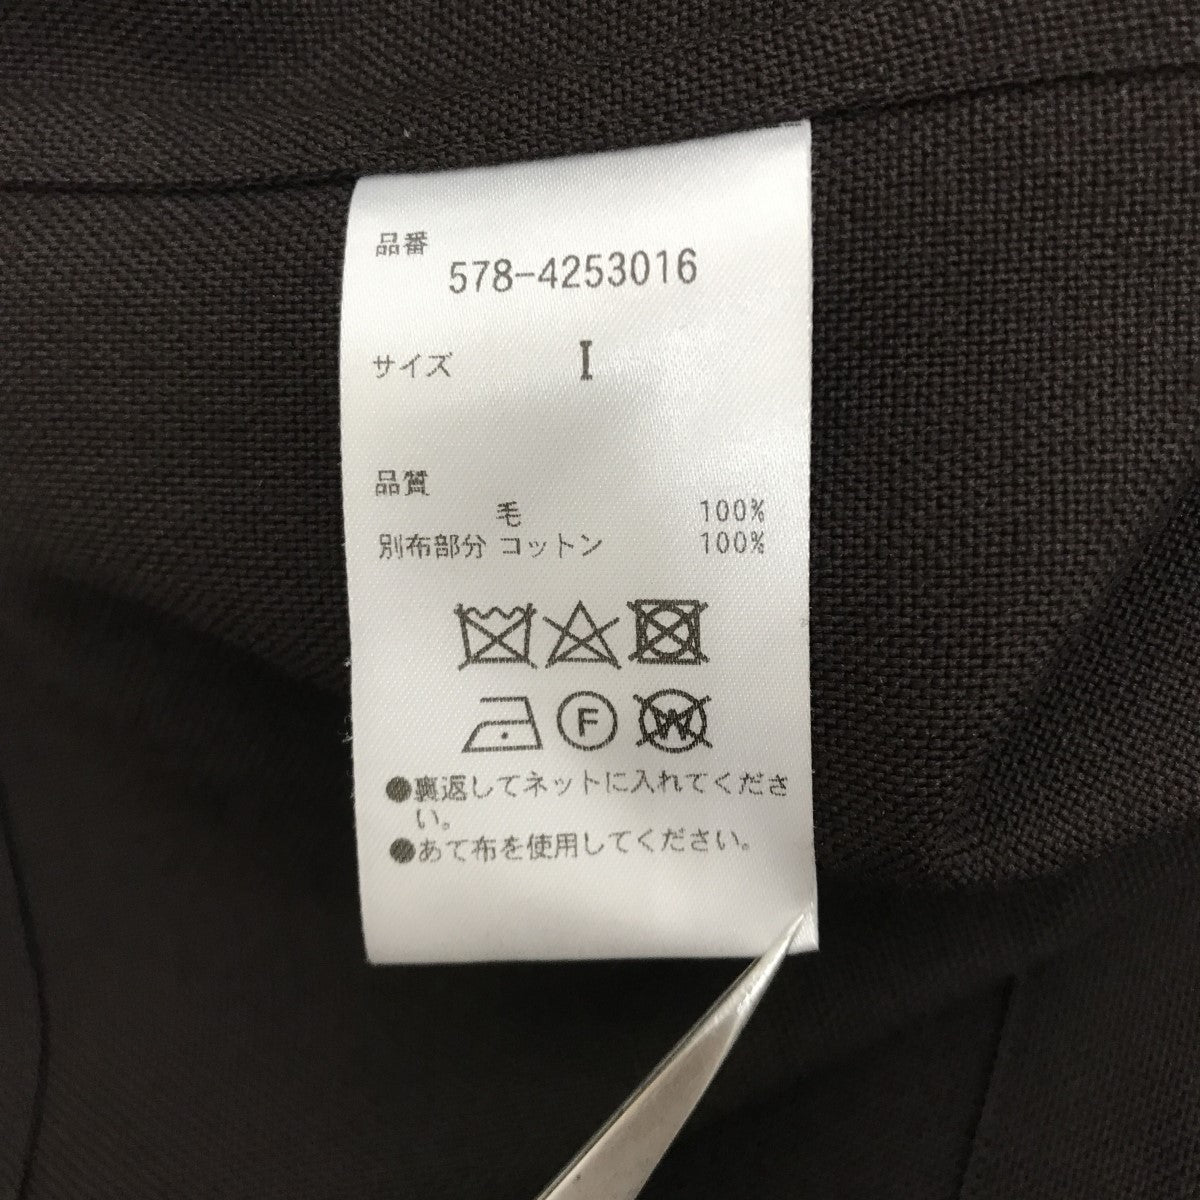 品番
578-4253016
サイズ I
品質
毛 100%
別布部分 コットン 100%
F W
●裏返してネットに入れてくださ
い。
●あて布を使用してください。